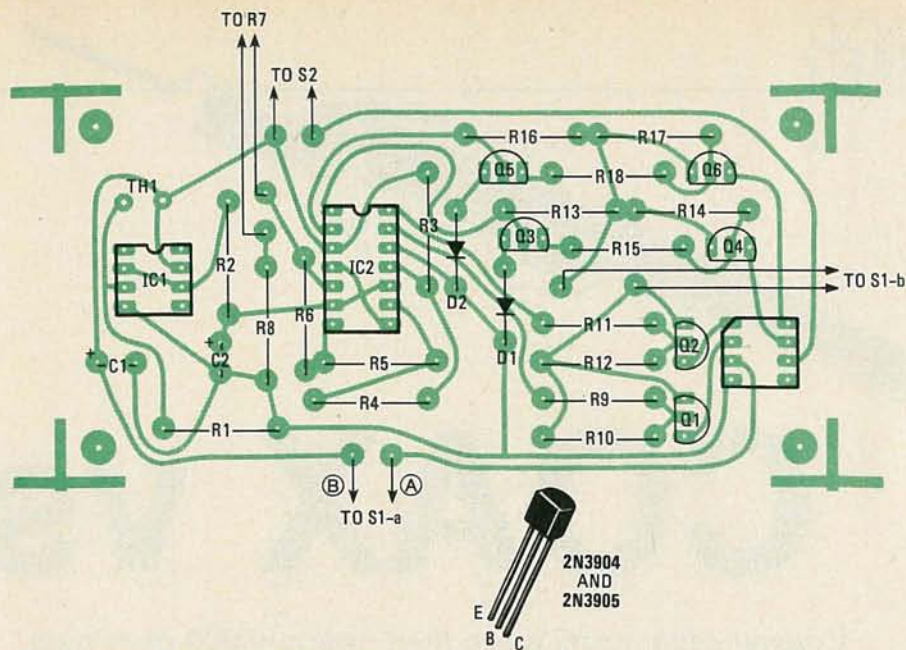 TO R7
TO S2
R16
R17
Q5
R18
Q6
TH1
R3
R13
R14
R2
Q3
R15
Q4
IC1
IC2
TO S1-b
R8
R6
D2
R11
Q2
+
C2
D1
R12
+
C1
R5
R9
R4
Q1
R1
R10
B
A
TO S1-a
2N3904
AND
2N3905
E
B
C